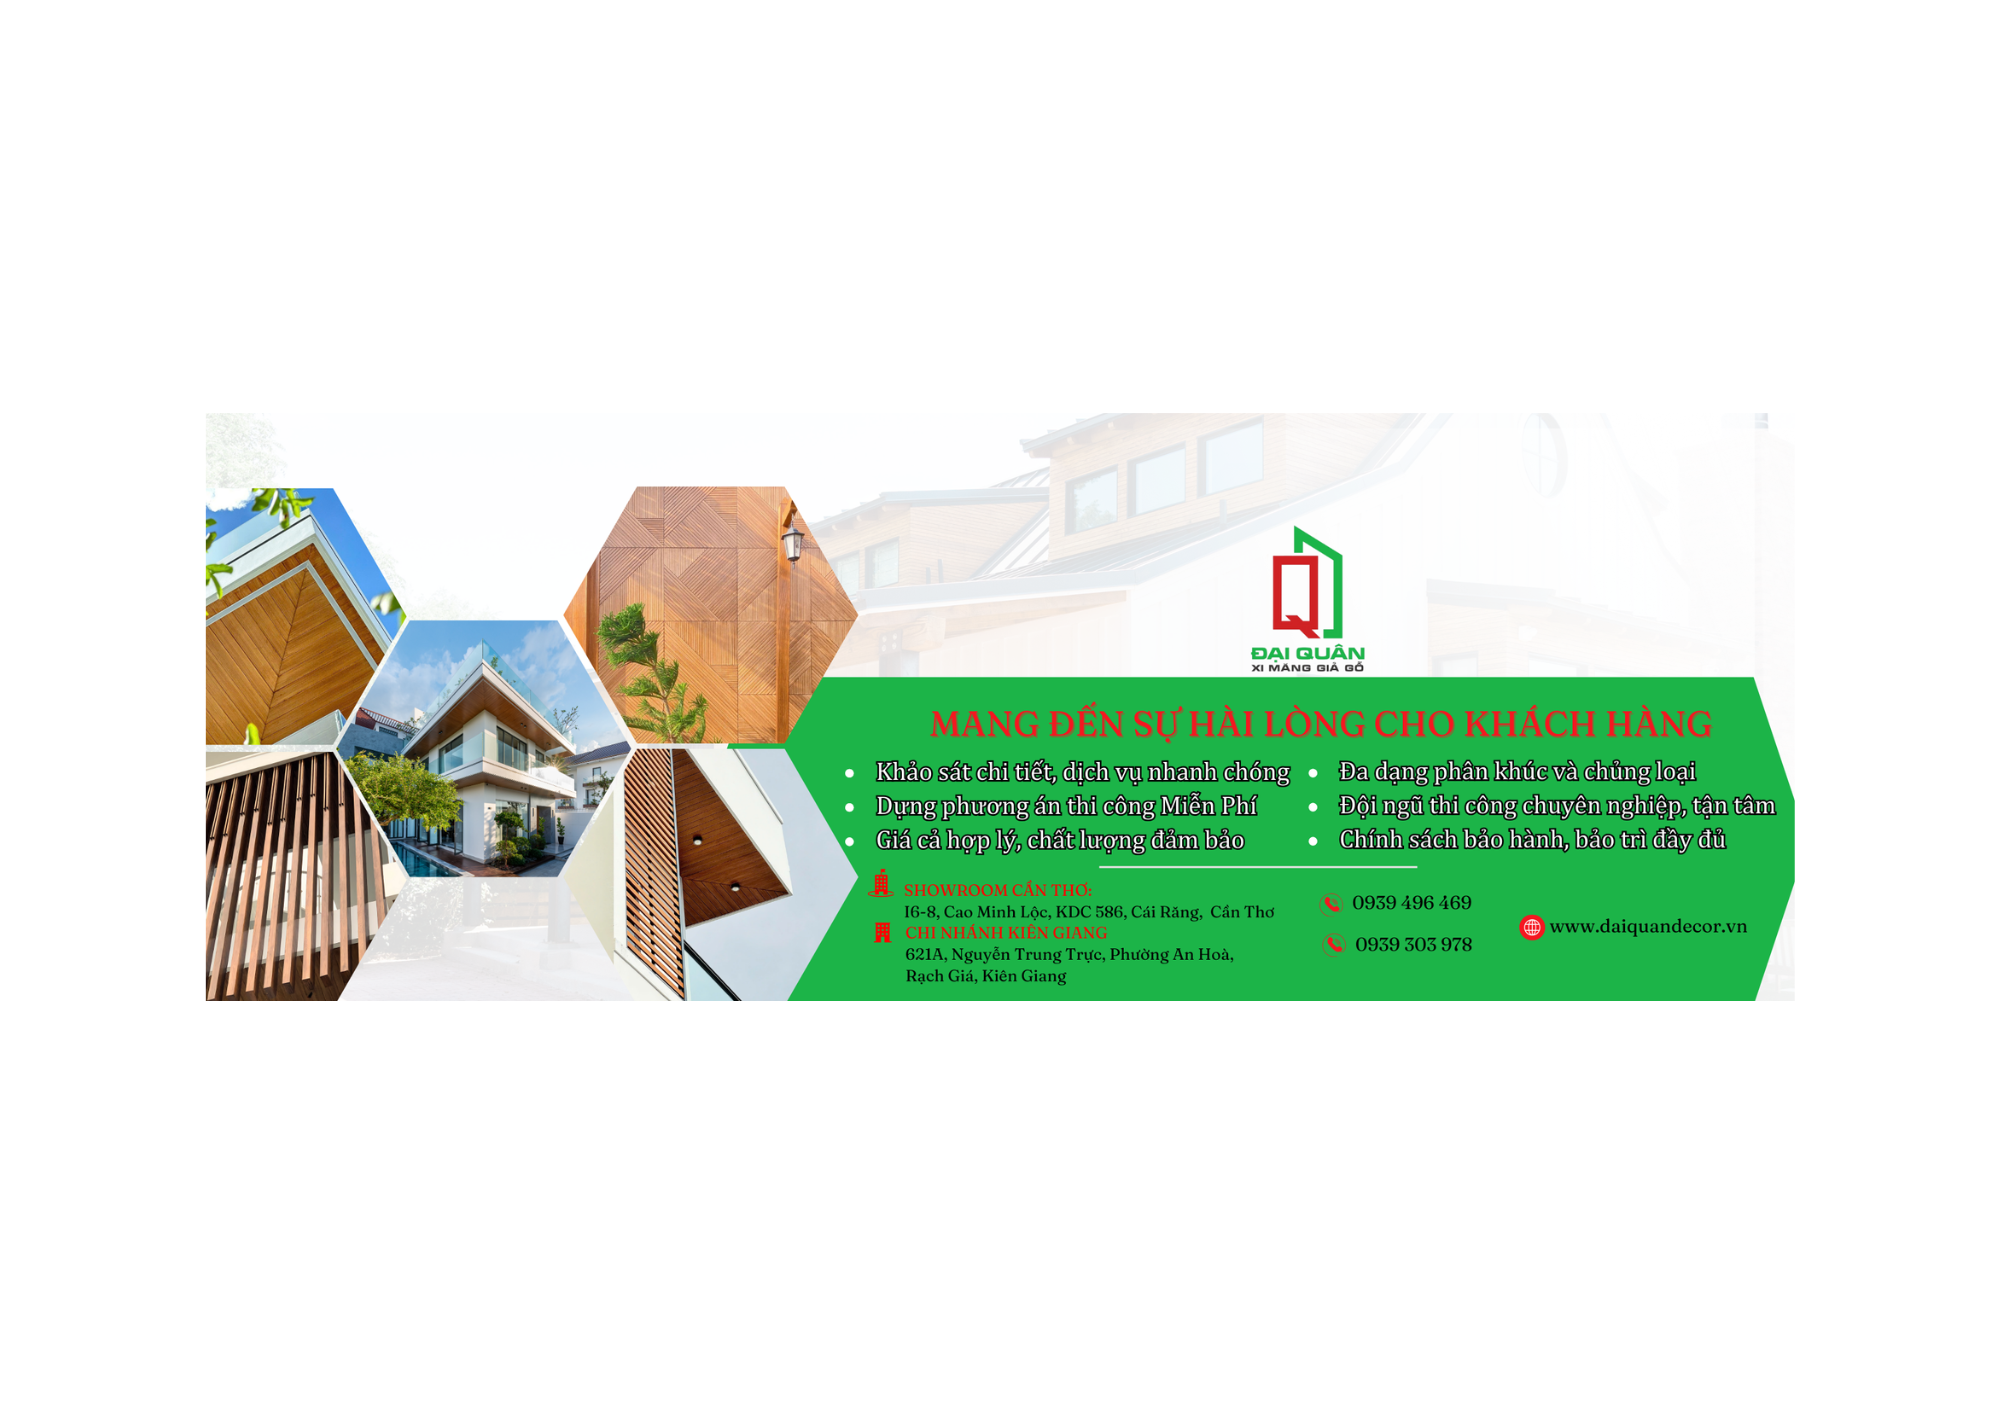 ĐẠI QUÂN
XI MĂNG GIẢ GỖ
MANG ĐẾN SỰ HÀI LÒNG CHO KHÁCH HÀNG
• Khảo sát chi tiết, dịch vụ nhanh chóng
• Dựng phương án thi công Miễn Phí
• Giá cả hợp lý, chất lượng đảm bảo
• Đa dạng phân khúc và chủng loại
• Đội ngũ thi công chuyên nghiệp, tận tâm
• Chính sách bảo hành, bảo trì đầy đủ
SHOWROOM CẦN THƠ:
I6-8, Cao Minh Lộc, KDC 586, Cái Răng, Cần Thơ
CHI NHÁNH KIÊN GIANG
621A, Nguyễn Trung Trực, Phường An Hoà,
Rạch Giá, Kiên Giang
0939 496 469
0939 303 978
www.daiquandecor.vn